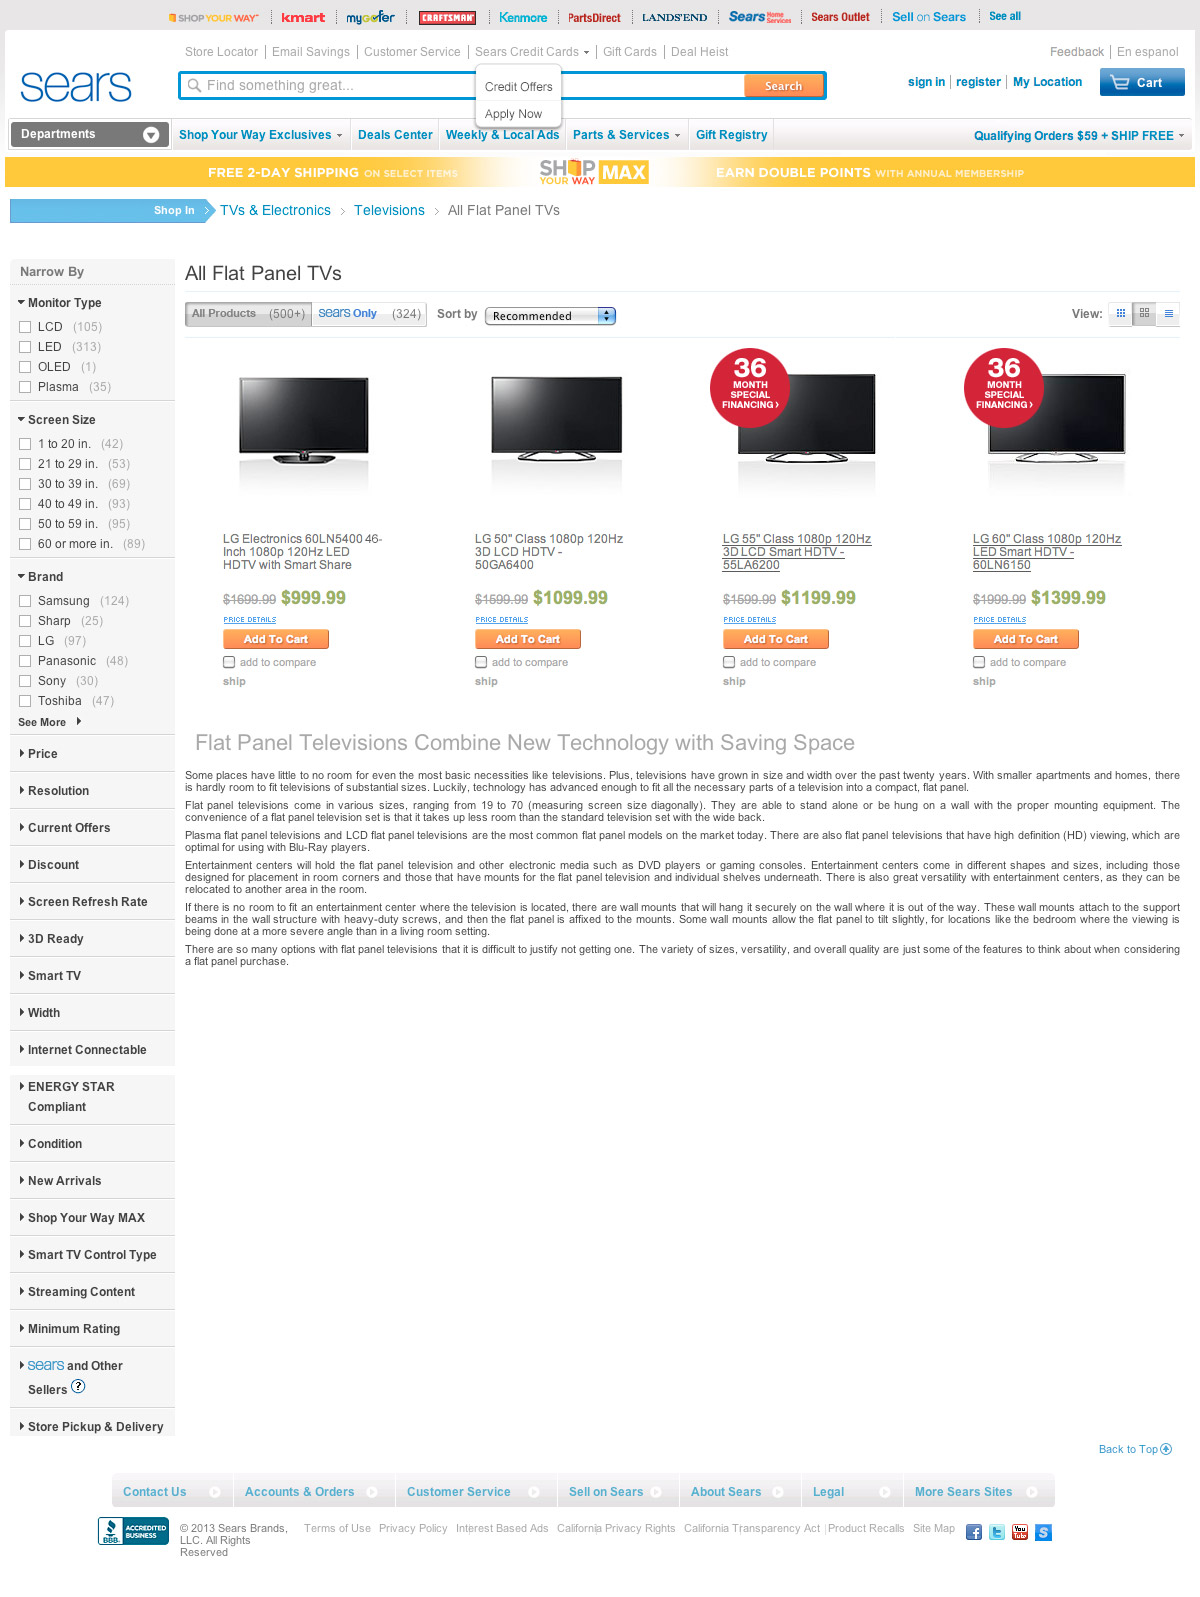 SHOP YOUR WAY kmart mygofer CRAFTSMAN Kenmore PartsDirect LANDS'END Sears Home Services Sears Outlet Sell on Sears See all
Store Locator Email Savings Customer Service Sears Credit Cards Gift Cards Deal Heist Feedback En espanol
sears
Find something great... Search
Credit Offers
Apply Now
sign in register My Location Cart
Departments Shop Your Way Exclusives Deals Center Weekly & Local Ads Parts & Services Gift Registry Qualifying Orders $59 + SHIP FREE
FREE 2-DAY SHIPPING ON SELECT ITEMS SHOP YOUR WAY MAX EARN DOUBLE POINTS WITH ANNUAL MEMBERSHIP
Shop In TVs & Electronics Televisions All Flat Panel TVs
Narrow By
Monitor Type
LCD (105)
LED (313)
OLED (1)
Plasma (35)
Screen Size
1 to 20 in. (42)
21 to 29 in. (53)
30 to 39 in. (69)
40 to 49 in. (93)
50 to 59 in. (95)
60 or more in. (89)
Brand
Samsung (124)
Sharp (25)
LG (97)
Panasonic (48)
Sony (30)
Toshiba (47)
See More
Price
Resolution
Current Offers
Discount
Screen Refresh Rate
3D Ready
Smart TV
Width
Internet Connectable
ENERGY STAR
Compliant
Condition
New Arrivals
Shop Your Way MAX
Smart TV Control Type
Streaming Content
Minimum Rating
sears and Other
Sellers ?
Store Pickup & Delivery
All Flat Panel TVs
All Products (500+) sears Only (324) Sort by Recommended View:
36
MONTH
SPECIAL
FINANCING
36
MONTH
SPECIAL
FINANCING
LG Electronics 60LN5400 46-
Inch 1080p 120Hz LED
HDTV with Smart Share
$1699.99 $999.99
PRICE DETAILS
Add To Cart
add to compare
ship
LG 50" Class 1080p 120Hz
3D LCD HDTV -
50GA6400
$1599.99 $1099.99
PRICE DETAILS
Add To Cart
add to compare
ship
LG 55" Class 1080p 120Hz
3D LCD Smart HDTV -
55LA6200
$1599.99 $1199.99
PRICE DETAILS
Add To Cart
add to compare
ship
LG 60" Class 1080p 120Hz
LED Smart HDTV -
60LN6150
$1999.99 $1399.99
PRICE DETAILS
Add To Cart
add to compare
ship
Flat Panel Televisions Combine New Technology with Saving Space
Some places have little to no room for even the most basic necessities like televisions. Plus, televisions have grown in size and width over the past twenty years. With smaller apartments and homes, there
is hardly room to fit televisions of substantial sizes. Luckily, technology has advanced enough to fit all the necessary parts of a television into a compact, flat panel.
Flat panel televisions come in various sizes, ranging from 19 to 70 (measuring screen size diagonally). They are able to stand alone or be hung on a wall with the proper mounting equipment. The
convenience of a flat panel television set is that it takes up less room than the standard television set with the wide back.
Plasma flat panel televisions and LCD flat panel televisions are the most common flat panel models on the market today. There are also flat panel televisions that have high definition (HD) viewing, which are
optimal for using with Blu-Ray players.
Entertainment centers will hold the flat panel television and other electronic media such as DVD players or gaming consoles. Entertainment centers come in different shapes and sizes, including those
designed for placement in room corners and those that have mounts for the flat panel television and individual shelves underneath. There is also great versatility with entertainment centers, as they can be
relocated to another area in the room.
If there is no room to fit an entertainment center where the television is located, there are wall mounts that will hang it securely on the wall where it is out of the way. These wall mounts attach to the support
beams in the wall structure with heavy-duty screws, and then the flat panel is affixed to the mounts. Some wall mounts allow the flat panel to tilt slightly, for locations like the bedroom where the viewing is
being done at a more severe angle than in a living room setting.
There are so many options with flat panel televisions that it is difficult to justify not getting one. The variety of sizes, versatility, and overall quality are just some of the features to think about when considering
a flat panel purchase.
Back to Top
Contact Us Accounts & Orders Customer Service Sell on Sears About Sears Legal More Sears Sites
BBB. ACCREDITED BUSINESS
© 2013 Sears Brands,
LLC. All Rights
Reserved
Terms of Use Privacy Policy Interest Based Ads California Privacy Rights California Transparency Act Product Recalls Site Map
You Tube